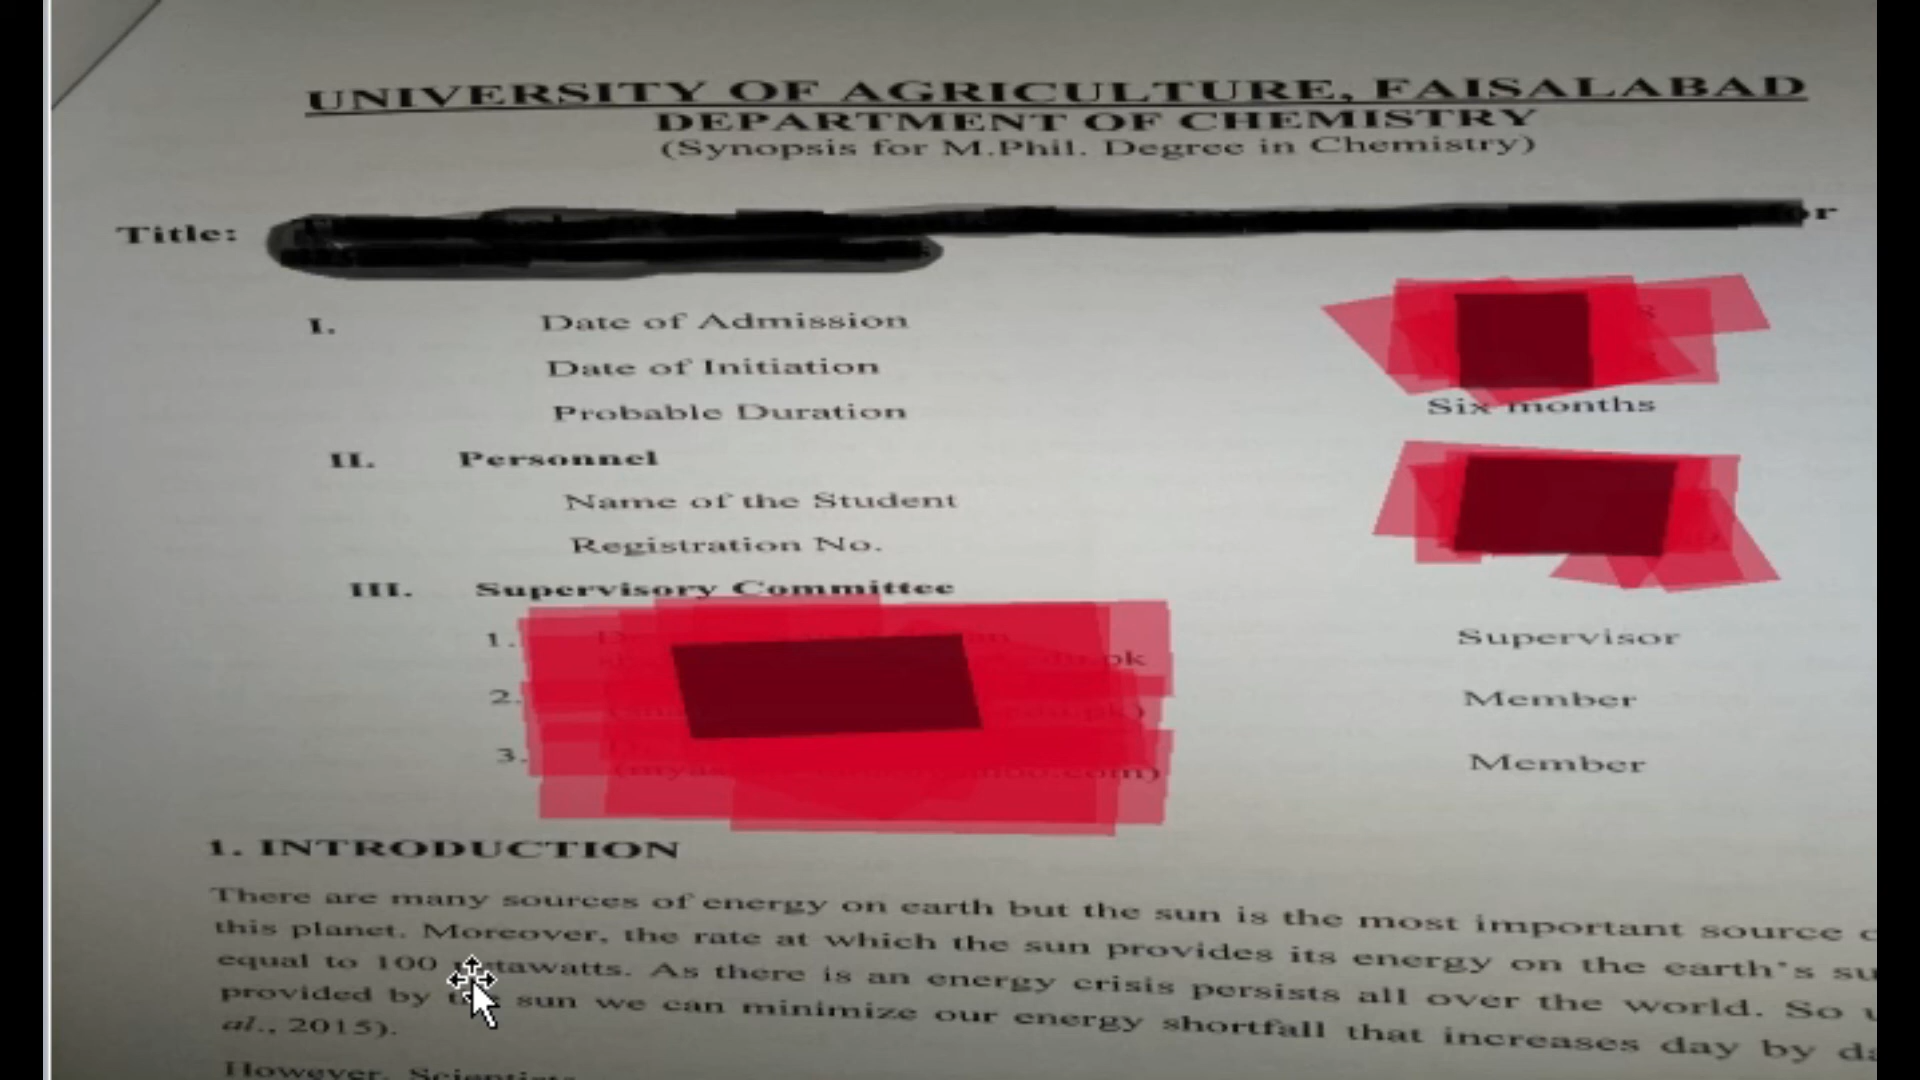 UNIVERSITY OF AGRICULTURE, FAISALABAD
DEPARTMENT OF CHEMISTRY
(Synopsis for M.Phil. Degree in Chemistry)
Title:
I. Date of Admission
Date of Initiation
Probable Duration Six months
II. Personnel
Name of the Student
Registration No.
III. Supervisory Committee
1. Supervisor
2. Member
3. Member
1. INTRODUCTION
There are many sources of energy on earth but the sun is the most important source
this planet. Moreover, the rate at which the sun provides its energy on the earth's
equal to 100 As there is an energy crisis persists all over the world. So
provided by sun we can minimize our energy shortfall that increases day by
al., 2015).
However, Scientists